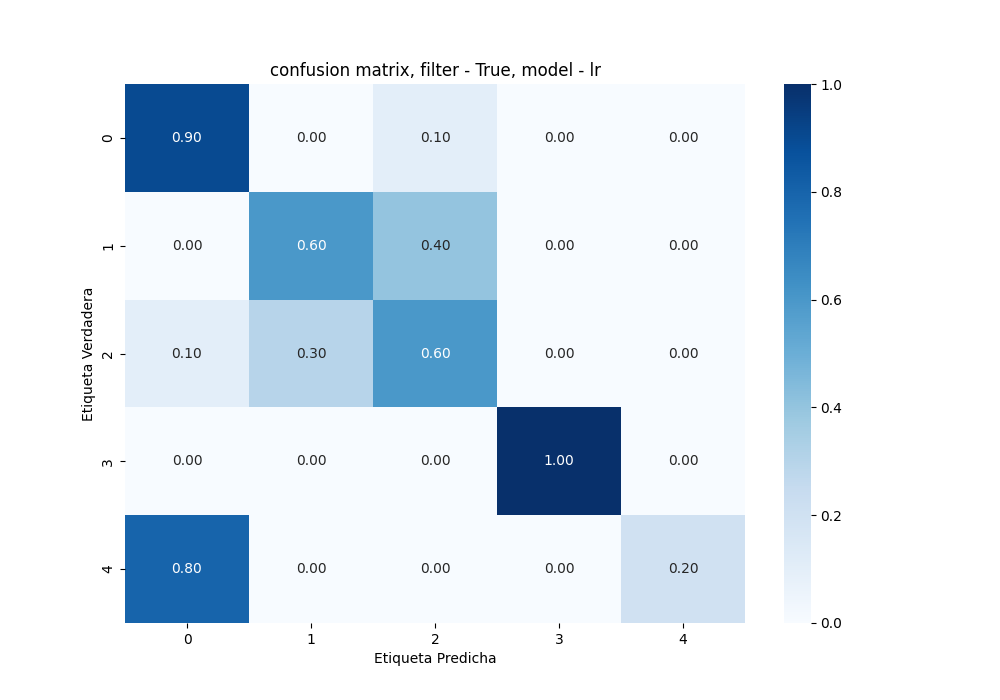 confusion matrix, filter - True, model - lr
Etiqueta Verdadera
0
0.90 0.00 0.10 0.00 0.00
1
0.00 0.60 0.40 0.00 0.00
2
0.10 0.30 0.60 0.00 0.00
3
0.00 0.00 0.00 1.00 0.00
4
0.80 0.00 0.00 0.00 0.20
0 1 2 3 4
Etiqueta Predicha
1.0
0.8
0.6
0.4
0.2
0.0